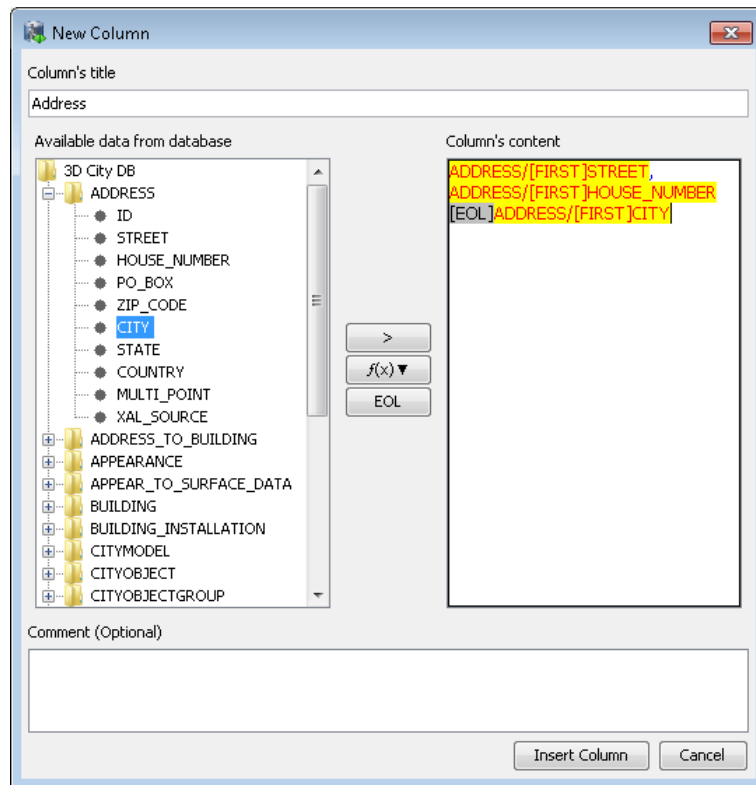 New Column
Column's title
Address
Available data from database
3D City DB
ADDRESS
ID
STREET
HOUSE_NUMBER
PO_BOX
ZIP_CODE
CITY
STATE
COUNTRY
MULTI_POINT
XAL_SOURCE
ADDRESS_TO_BUILDING
APPEARANCE
APPEAR_TO_SURFACE_DATA
BUILDING
BUILDING_INSTALLATION
CITYMODEL
CITYOBJECT
CITYOBJECTGROUP
>
f(x) ▼
EOL
Column's content
ADDRESS/[FIRST]STREET,
ADDRESS/[FIRST]HOUSE_NUMBER
[EOL]ADDRESS/[FIRST]CITY
Comment (Optional)
Insert Column
Cancel